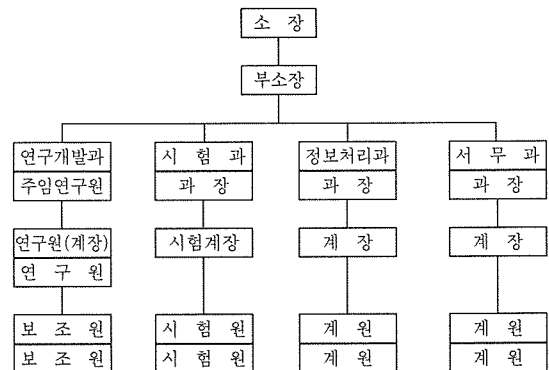 소 장
부소장
연구개발과 시 험 과 정보처리과 서 무 과
주임연구원 과 장 과 장 과 장
연구원(계장) 시험계장 계 장 계 장
연 구 원
보 조 원 시 험 원 계 원 계 원
보 조 원 시 험 원 계 원 계 원